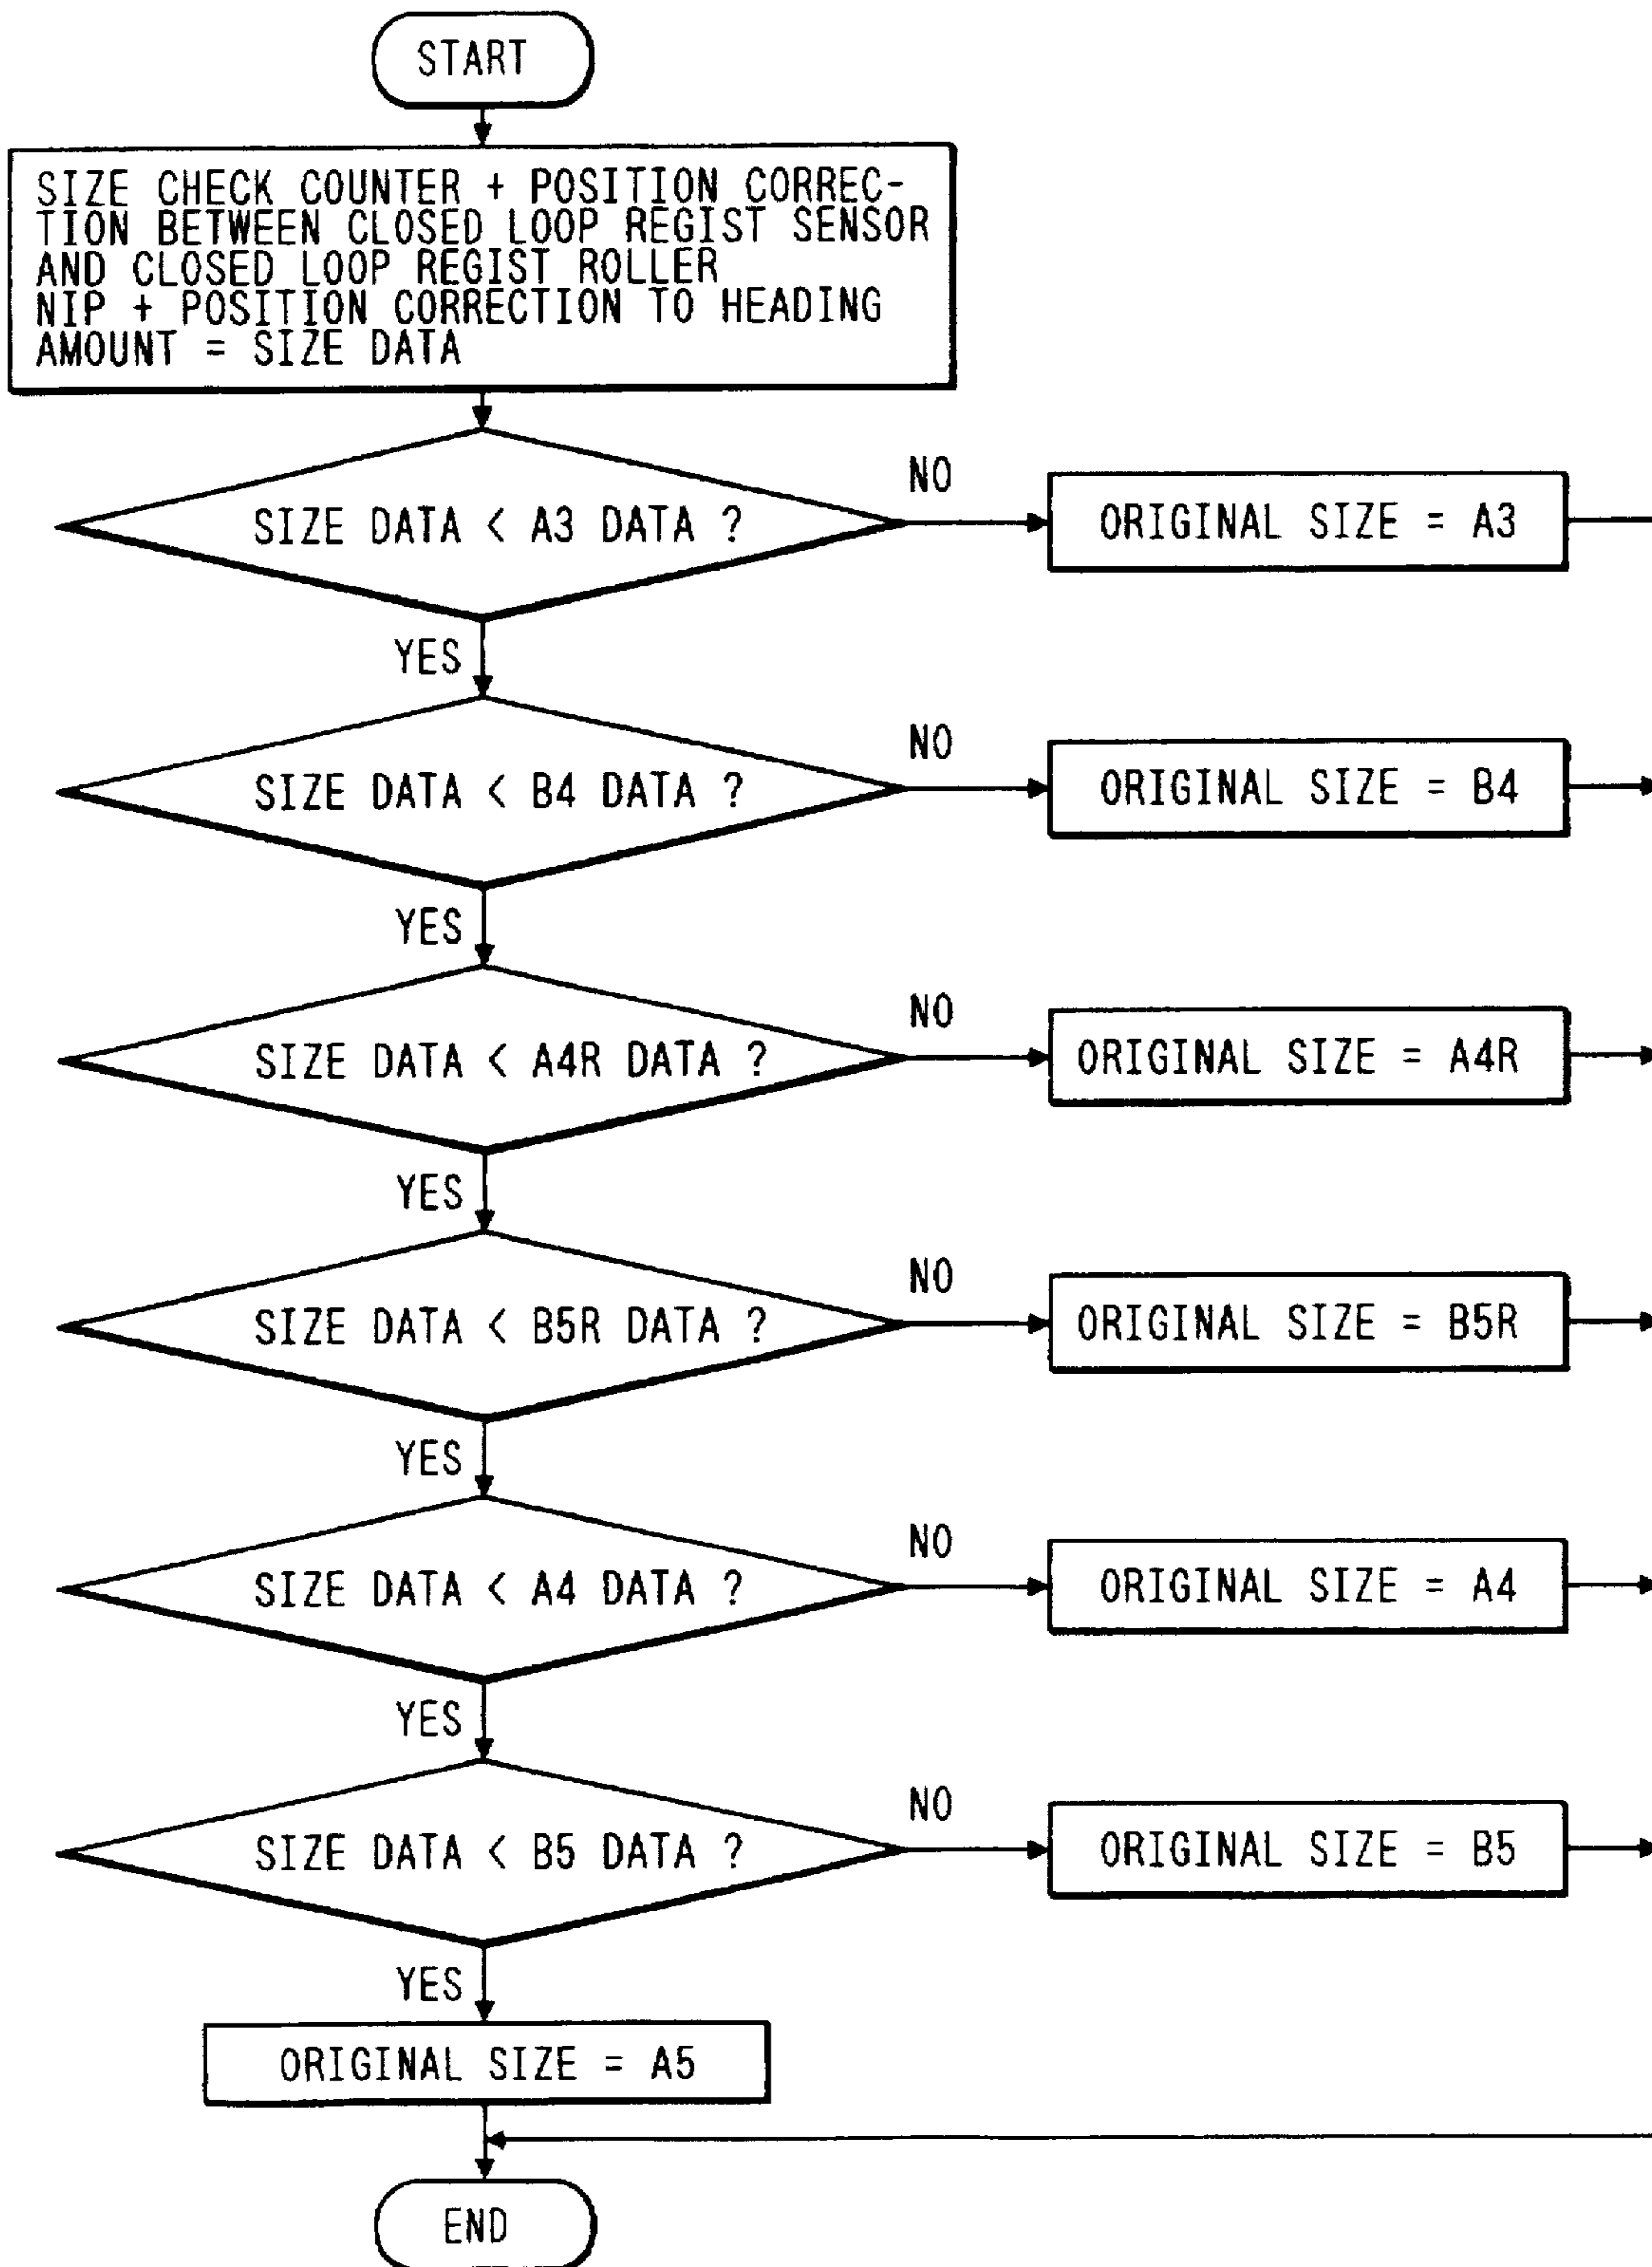 START
SIZE CHECK COUNTER + POSITION CORREC-
TION BETWEEN CLOSED LOOP REGIST SENSOR
AND CLOSED LOOP REGIST ROLLER
NIP + POSITION CORRECTION TO HEADING
AMOUNT = SIZE DATA
SIZE DATA < A3 DATA ?
NO
ORIGINAL SIZE = A3
YES
SIZE DATA < B4 DATA ?
NO
ORIGINAL SIZE = B4
YES
SIZE DATA < A4R DATA ?
NO
ORIGINAL SIZE = A4R
YES
SIZE DATA < B5R DATA ?
NO
ORIGINAL SIZE = B5R
YES
SIZE DATA < A4 DATA ?
NO
ORIGINAL SIZE = A4
YES
SIZE DATA < B5 DATA ?
NO
ORIGINAL SIZE = B5
YES
ORIGINAL SIZE = A5
END